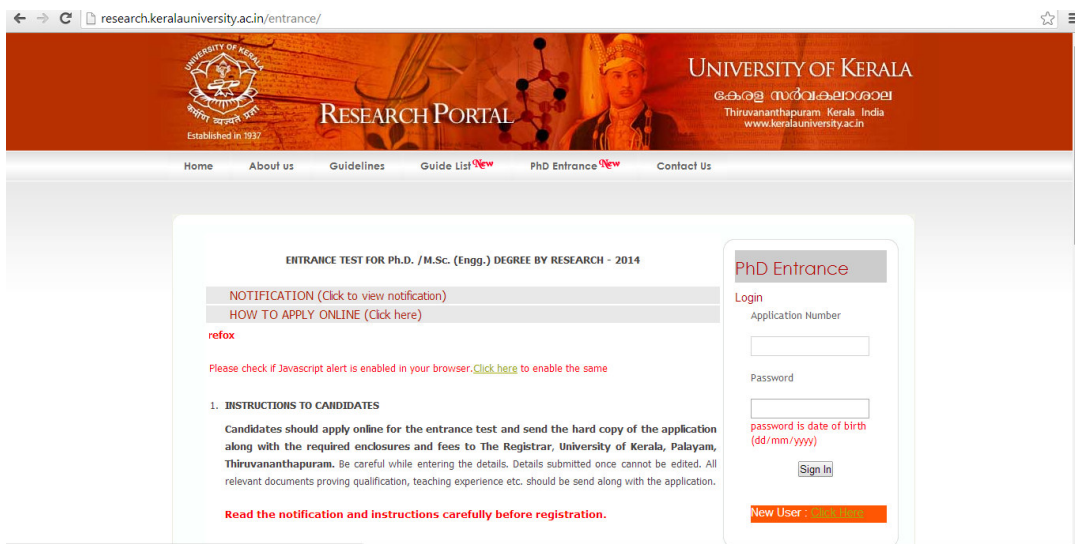 research.keralauniversity.ac.in/entrance/
UNIVERSITY OF KERALA
Established in 1937
RESEARCH PORTAL
UNIVERSITY OF KERALA
കേരള സർവകലാശാല
Thiruvananthapuram Kerala India
www.keralauniversity.ac.in
Home About us Guidelines Guide List New PhD Entrance New Contact Us
ENTRANCE TEST FOR Ph.D. /M.Sc. (Engg.) DEGREE BY RESEARCH - 2014
NOTIFICATION (Click to view notification)
HOW TO APPLY ONLINE (Click here)
refox
Please check if Javascript alert is enabled in your browser.Click here to enable the same
1. INSTRUCTIONS TO CANDIDATES
Candidates should apply online for the entrance test and send the hard copy of the application
along with the required enclosures and fees to The Registrar, University of Kerala, Palayam,
Thiruvananthapuram. Be careful while entering the details. Details submitted once cannot be edited. All
relevant documents proving qualification, teaching experience etc. should be send along with the application.
Read the notification and instructions carefully before registration.
PhD Entrance
Login
Application Number
Password
password is date of birth
(dd/mm/yyyy)
Sign In
New User : Click Here